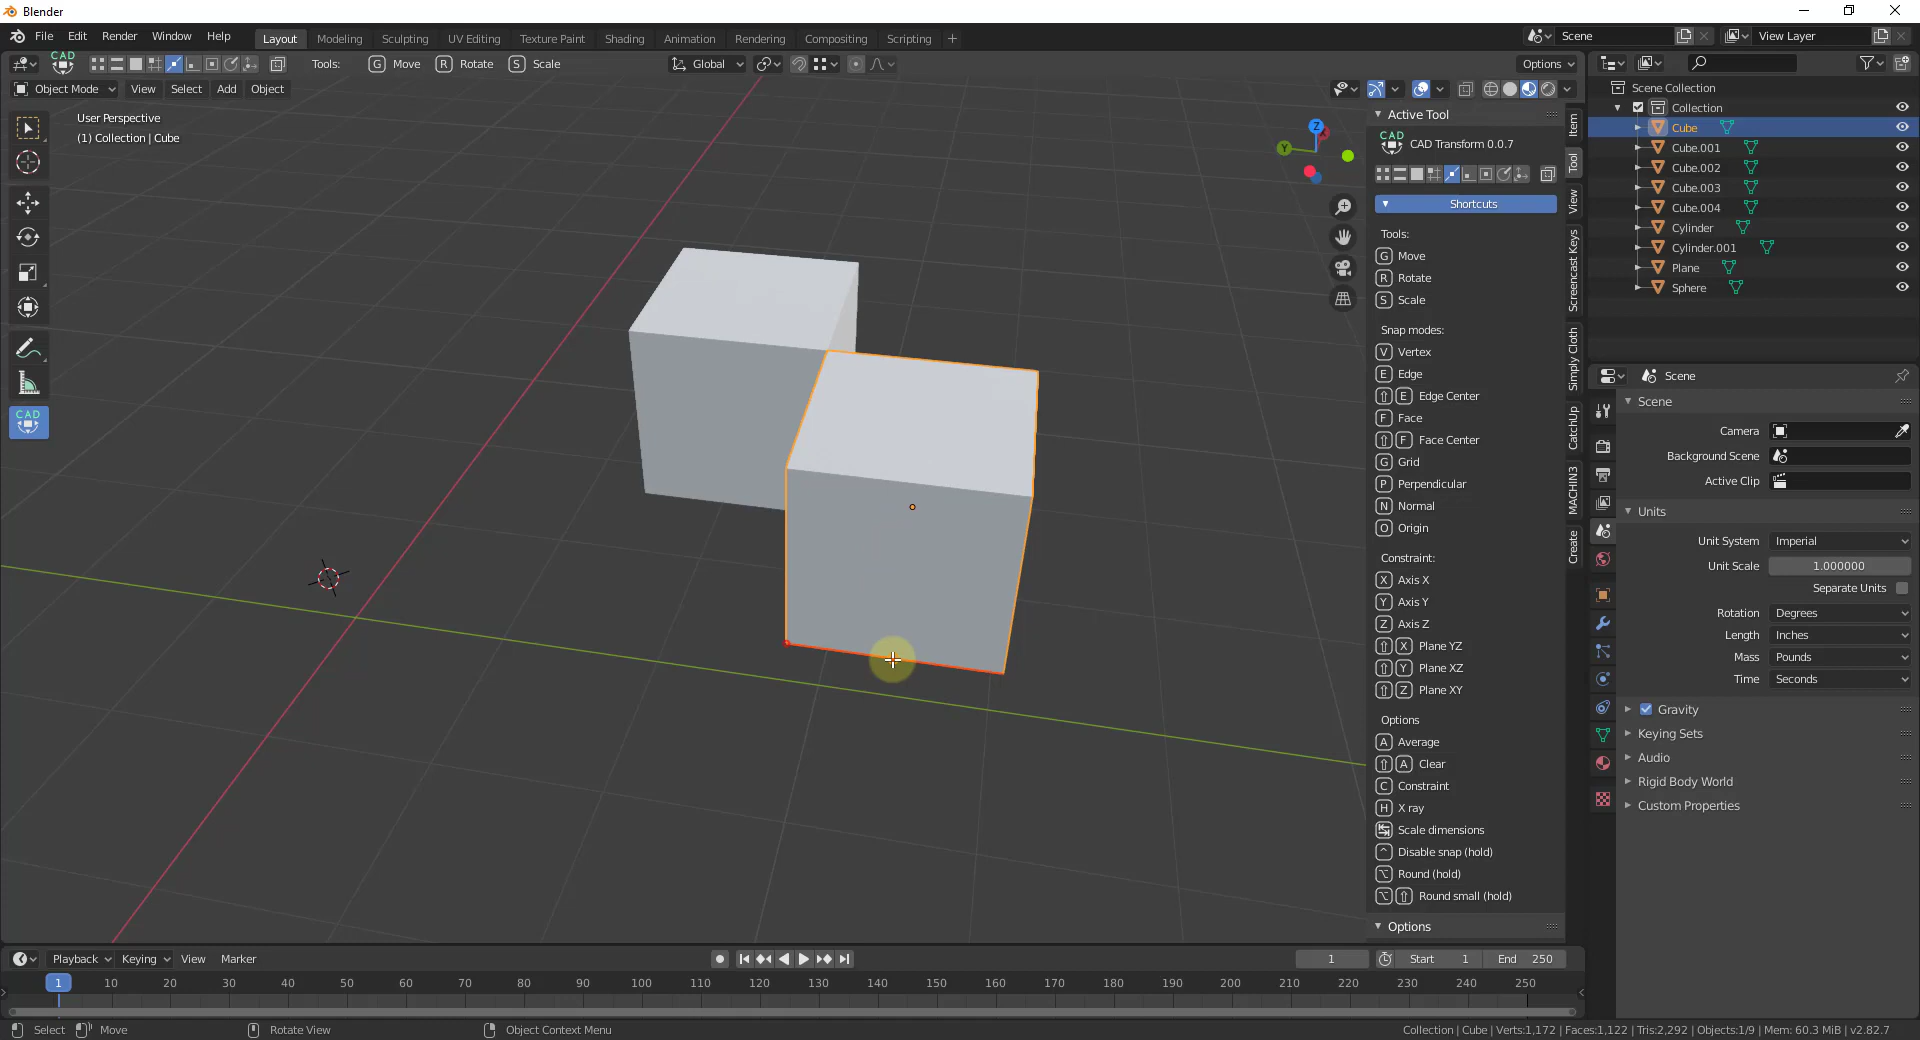 Blender
File Edit Render Window Help
Layout Modeling Sculpting UV Editing Texture Paint Shading Animation Rendering Compositing Scripting +
Scene
View Layer
CAD
Tools: G Move R Rotate S Scale
Global
Options
Object Mode View Select Add Object
User Perspective
(1) Collection | Cube
CAD
Z
Y
Active Tool
CAD
CAD Transform 0.0.7
Shortcuts
Tools:
G Move
R Rotate
S Scale
Snap modes:
V Vertex
E Edge
E Edge Center
F Face
F Face Center
G Grid
P Perpendicular
N Normal
O Origin
Constraint:
X Axis X
Y Axis Y
Z Axis Z
X Plane YZ
Y Plane XZ
Z Plane XY
Options
A Average
A Clear
C Constraint
H X ray
Scale dimensions
Disable snap (hold)
Round (hold)
Round small (hold)
Options
Item
Tool
View
Screencast Keys
Simply Cloth
CatchUp
MACHIN3
Create
Scene Collection
Collection
Cube
Cube.001
Cube.002
Cube.003
Cube.004
Cylinder
Cylinder.001
Plane
Sphere
Scene
Scene
Camera
Background Scene
Active Clip
Units
Unit System Imperial
Unit Scale 1.000000
Separate Units
Rotation Degrees
Length Inches
Mass Pounds
Time Seconds
Gravity
Keying Sets
Audio
Rigid Body World
Custom Properties
Playback Keying View Marker
1 Start 1 End 250
1 10 20 30 40 50 60 70 80 90 100 110 120 130 140 150 160 170 180 190 200 210 220 230 240 250
Select Move Rotate View Object Context Menu
Collection | Cube | Verts:1,172 | Faces:1,122 | Tris:2,292 | Objects:1/9 | Mem: 60.3 MiB | v2.82.7